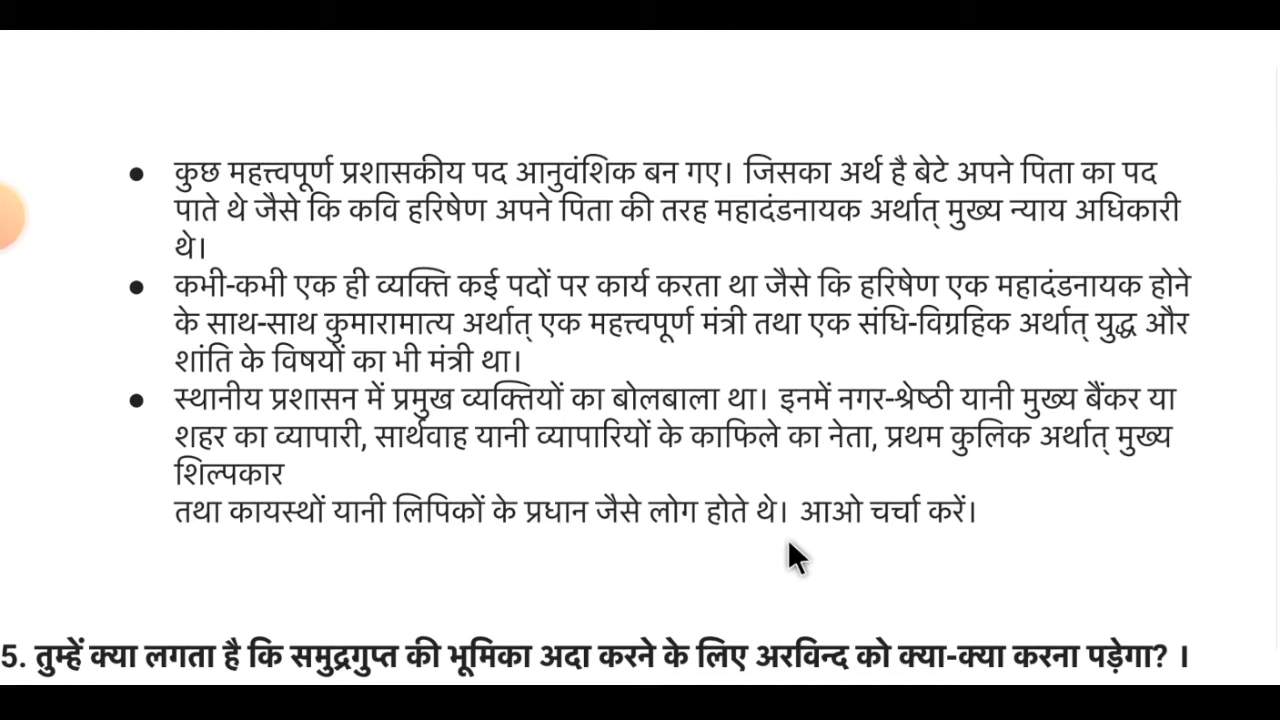 ● कुछ महत्त्वपूर्ण प्रशासकीय पद आनुवंशिक बन गए। जिसका अर्थ है बेटे अपने पिता का पद
पाते थे जैसे कि कवि हरिषेण अपने पिता की तरह महादंडनायक अर्थात् मुख्य न्याय अधिकारी
थे।
● कभी-कभी एक ही व्यक्ति कई पदों पर कार्य करता था जैसे कि हरिषेण एक महादंडनायक होने
के साथ-साथ कुमारामात्य अर्थात् एक महत्त्वपूर्ण मंत्री तथा एक संधि-विग्रहिक अर्थात् युद्ध और
शांति के विषयों का भी मंत्री था।
● स्थानीय प्रशासन में प्रमुख व्यक्तियों का बोलबाला था। इनमें नगर-श्रेष्ठी यानी मुख्य बैंकर या
शहर का व्यापारी, सार्थवाह यानी व्यापारियों के काफिले का नेता, प्रथम कुलिक अर्थात् मुख्य
शिल्पकार
तथा कायस्थों यानी लिपिकों के प्रधान जैसे लोग होते थे। आओ चर्चा करें।
5. तुम्हें क्या लगता है कि समुद्रगुप्त की भूमिका अदा करने के लिए अरविन्द को क्या-क्या करना पड़ेगा? ।